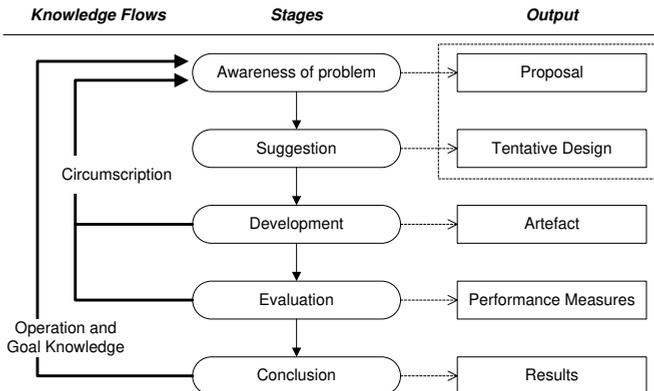 Knowledge Flows
Stages
Output
Awareness of problem
Proposal
Suggestion
Tentative Design
Circumscription
Development
Artefact
Evaluation
Performance Measures
Operation and
Goal Knowledge
Conclusion
Results